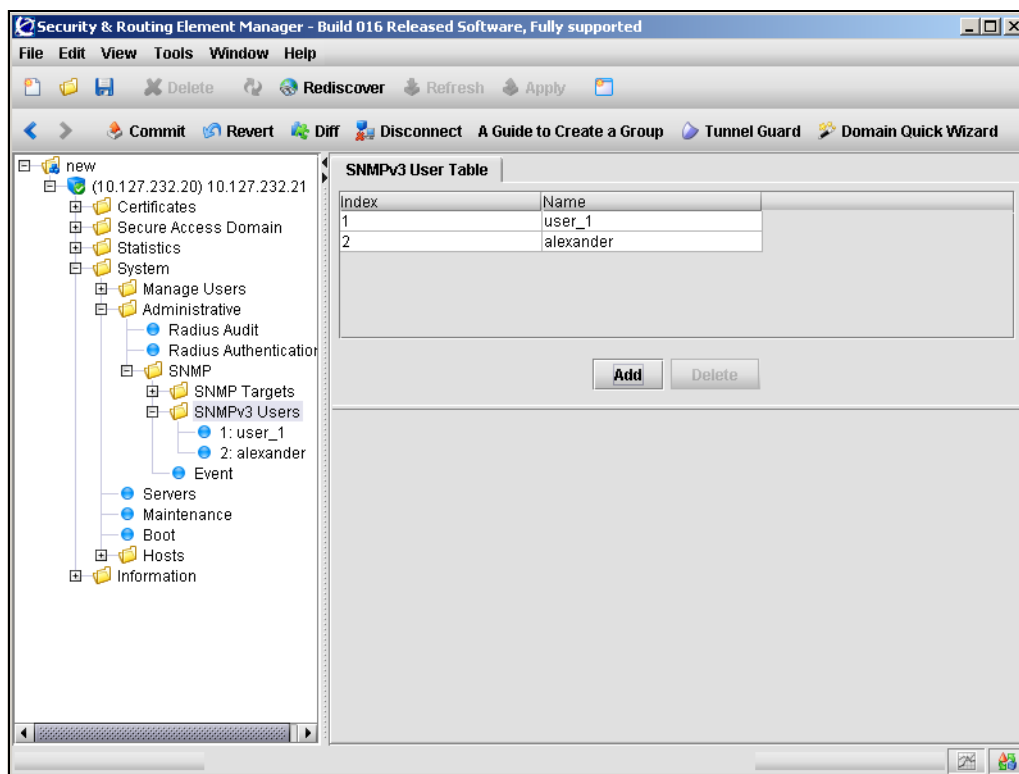 Security & Routing Element Manager - Build 016 Released Software, Fully supported
File Edit View Tools Window Help
Delete Rediscover Refresh Apply
Commit Revert Diff Disconnect A Guide to Create a Group Tunnel Guard Domain Quick Wizard
new
(10.127.232.20) 10.127.232.21
Certificates
Secure Access Domain
Statistics
System
Manage Users
Administrative
Radius Audit
Radius Authentication
SNMP
SNMP Targets
SNMPv3 Users
1: user_1
2: alexander
Event
Servers
Maintenance
Boot
Hosts
Information
SNMPv3 User Table
Index Name
1 user_1
2 alexander
Add Delete